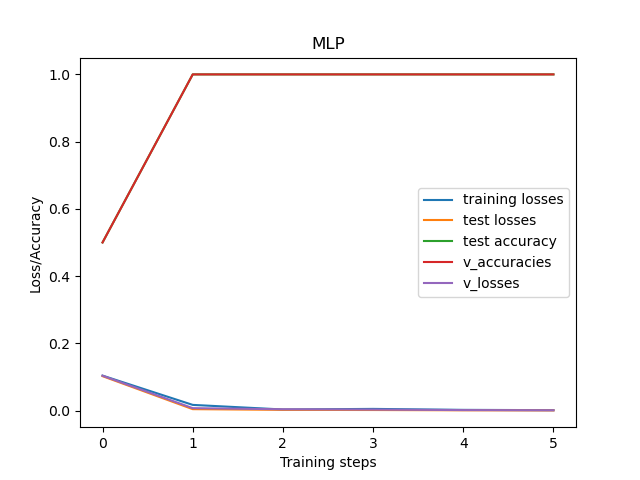 MLP
Loss/Accuracy
1.0
0.8
0.6
0.4
0.2
0.0
training losses
test losses
test accuracy
v_accuracies
v_losses
0 1 2 3 4 5
Training steps